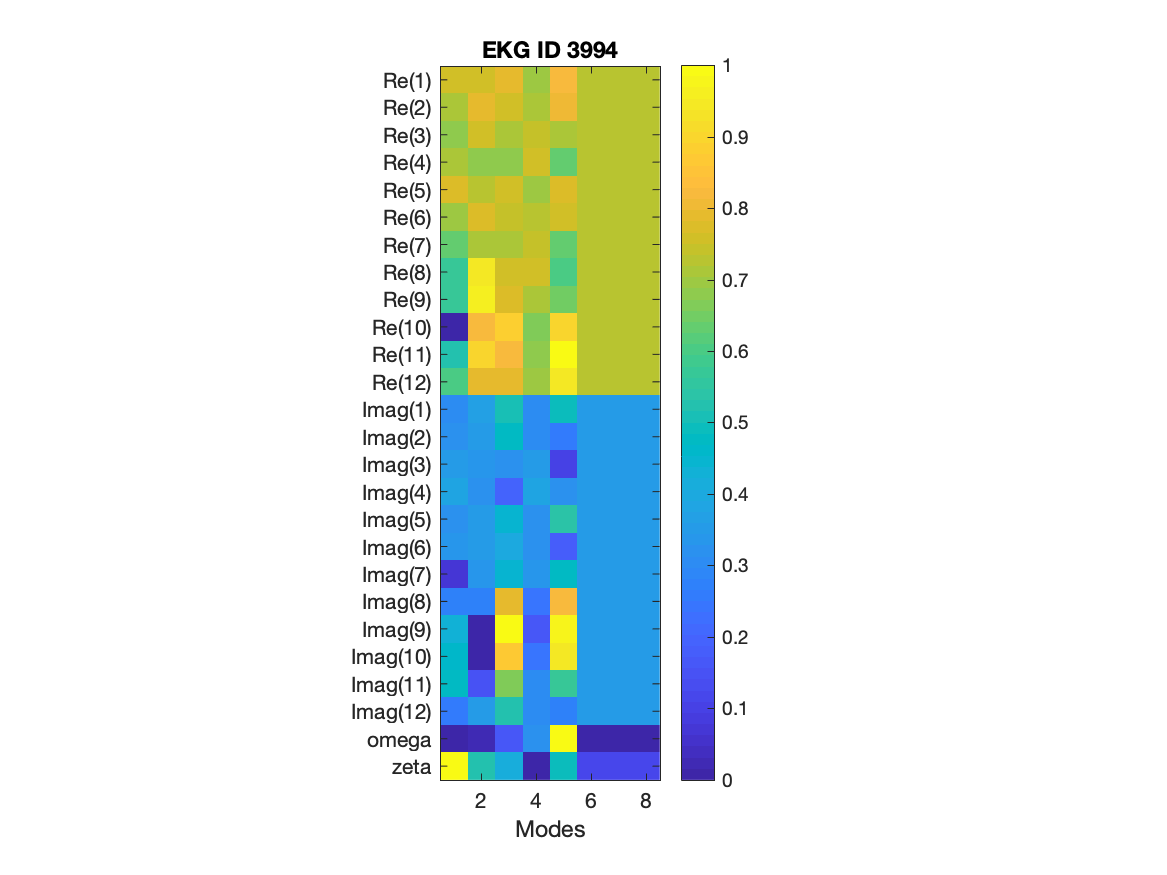 EKG ID 3994
Re(1)
Re(2)
Re(3)
Re(4)
Re(5)
Re(6)
Re(7)
Re(8)
Re(9)
Re(10)
Re(11)
Re(12)
Imag(1)
Imag(2)
Imag(3)
Imag(4)
Imag(5)
Imag(6)
Imag(7)
Imag(8)
Imag(9)
Imag(10)
Imag(11)
Imag(12)
omega
zeta
2 4 6 8
Modes
1
0.9
0.8
0.7
0.6
0.5
0.4
0.3
0.2
0.1
0